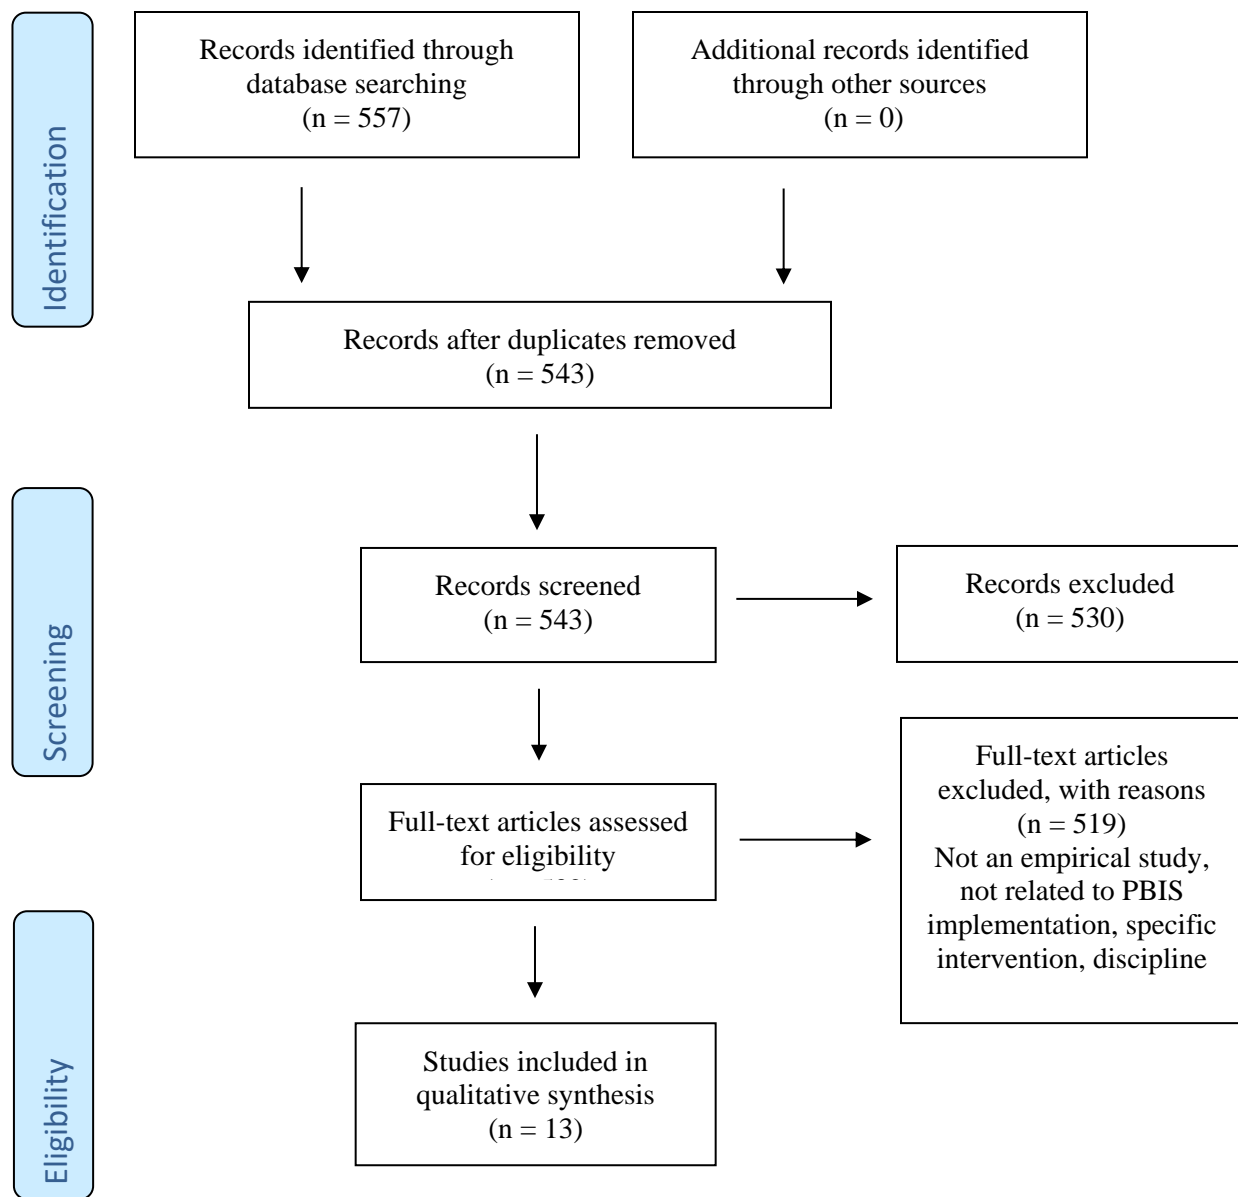 Identification
Records identified through
database searching
(n = 557)
Additional records identified
through other sources
(n = 0)
Records after duplicates removed
(n = 543)
Screening
Records screened
(n = 543)
Records excluded
(n = 530)
Full-text articles assessed
for eligibility
Full-text articles
excluded, with reasons
(n = 519)
Not an empirical study,
not related to PBIS
implementation, specific
intervention, discipline
Eligibility
Studies included in
qualitative synthesis
(n = 13)